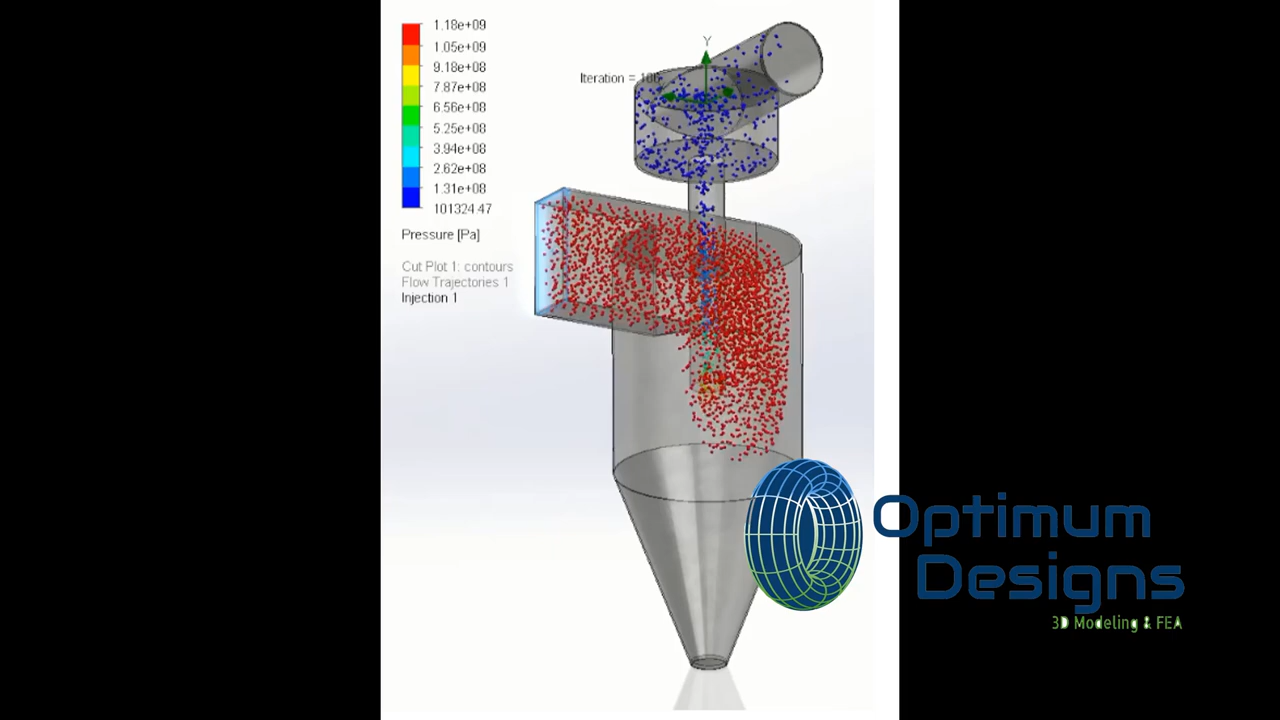 1.18e+09
1.05e+09
9.18e+08
7.87e+08
6.56e+08
5.25e+08
3.94e+08
2.62e+08
1.31e+08
101324.47
Pressure [Pa]
Cut Plot 1: contours
Flow Trajectories 1
Injection 1
Y
Iteration = 186
Optimum
Designs
3D Modeling & FEA